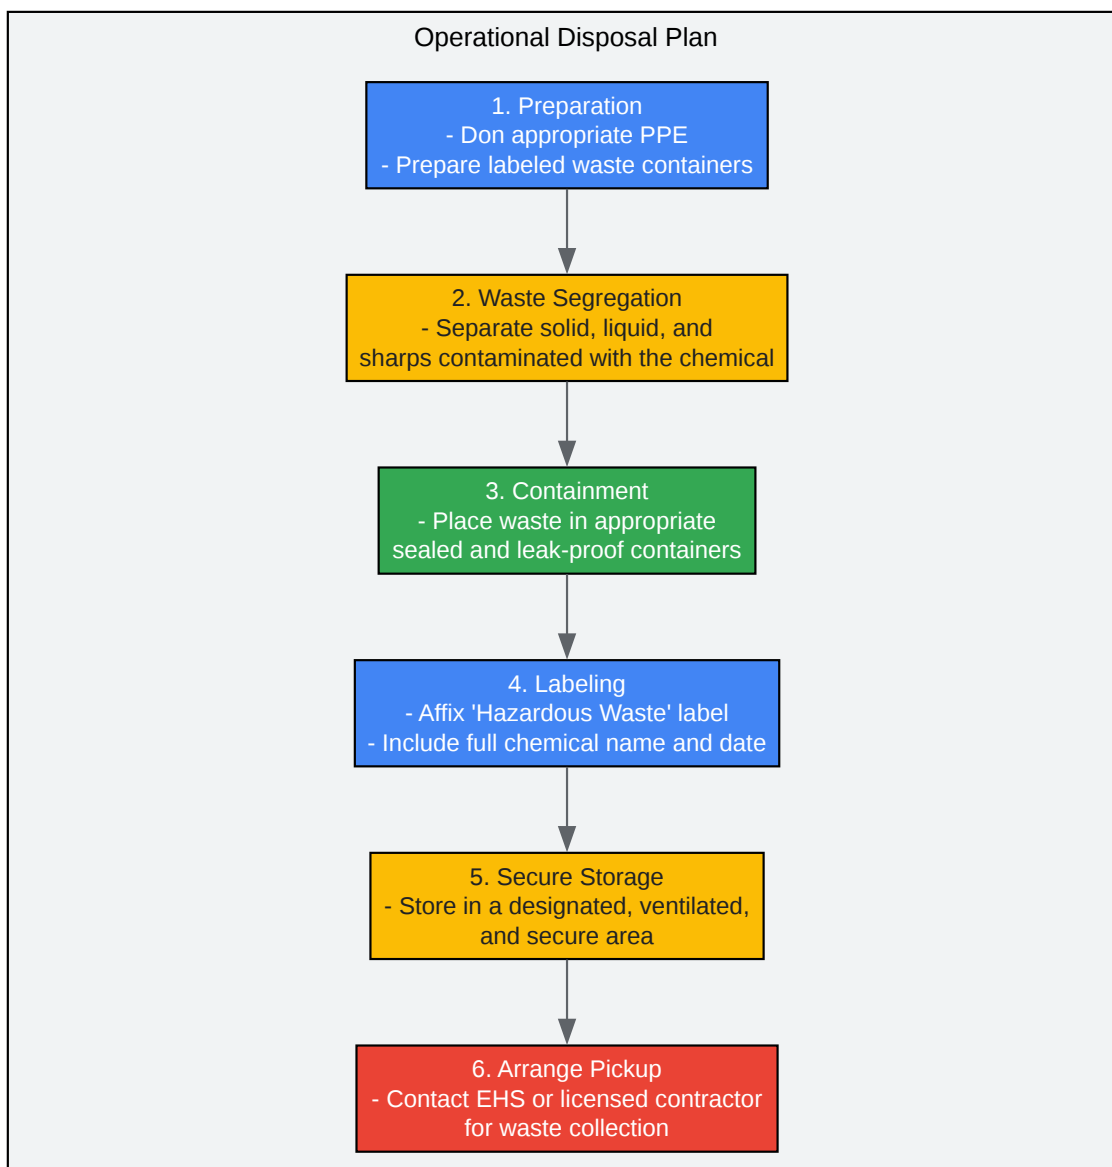 Operational Disposal Plan
1. Preparation
- Don appropriate PPE
- Prepare labeled waste containers
2. Waste Segregation
- Separate solid, liquid, and
sharps contaminated with the chemical
3. Containment
- Place waste in appropriate
sealed and leak-proof containers
4. Labeling
- Affix 'Hazardous Waste' label
- Include full chemical name and date
5. Secure Storage
- Store in a designated, ventilated,
and secure area
6. Arrange Pickup
- Contact EHS or licensed contractor
for waste collection